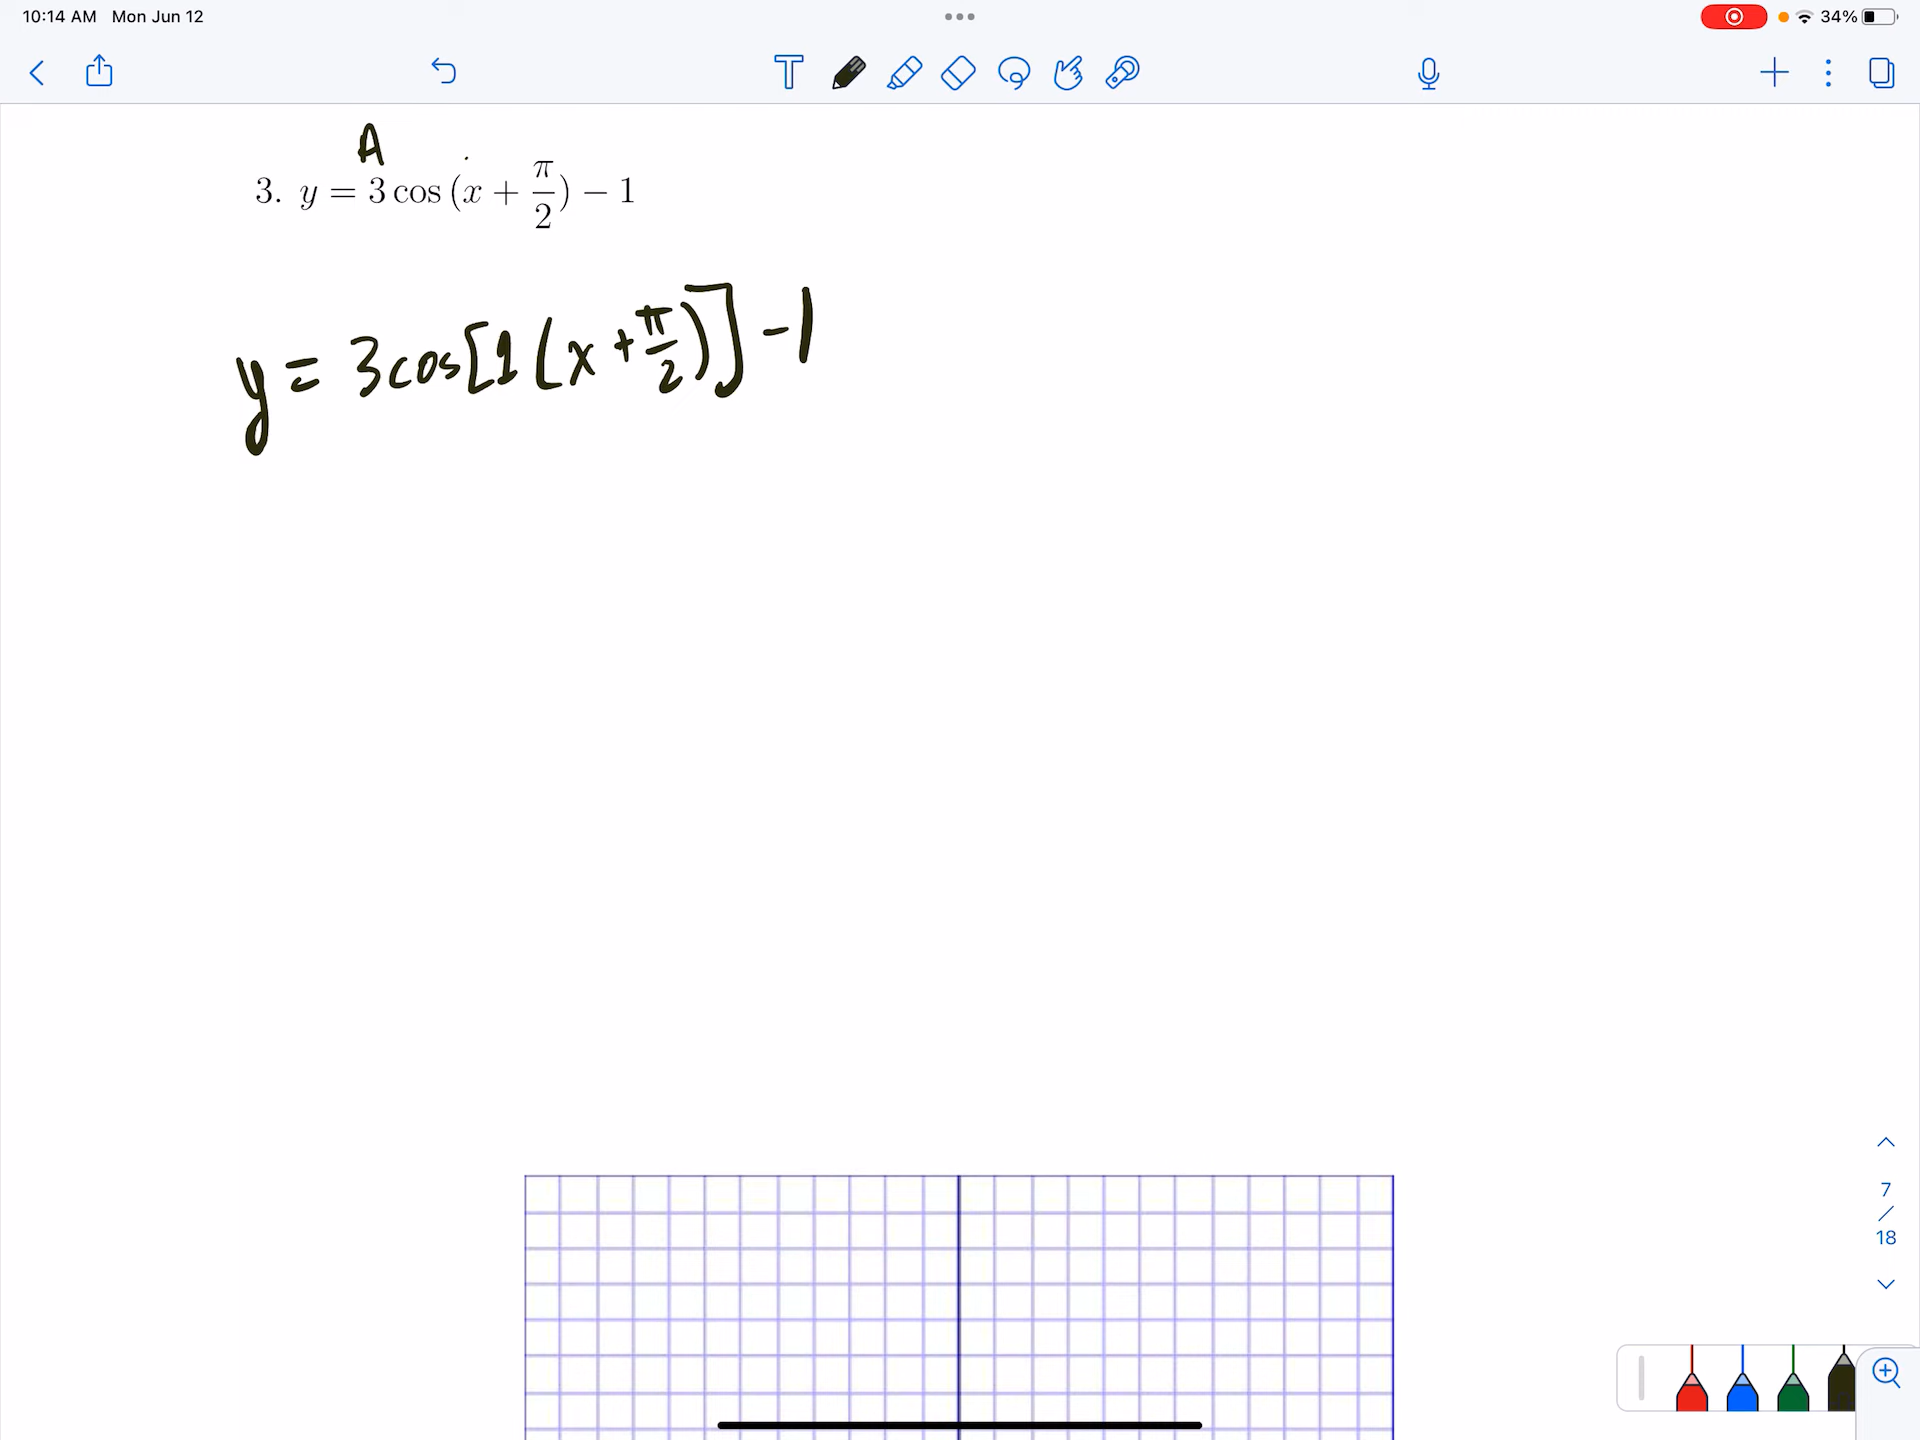 10:14 AM Mon Jun 12
34%
A
3. y = 3 cos (x + π/2) − 1
y = 3cos[1(x + π/2)] − 1
7
/
18